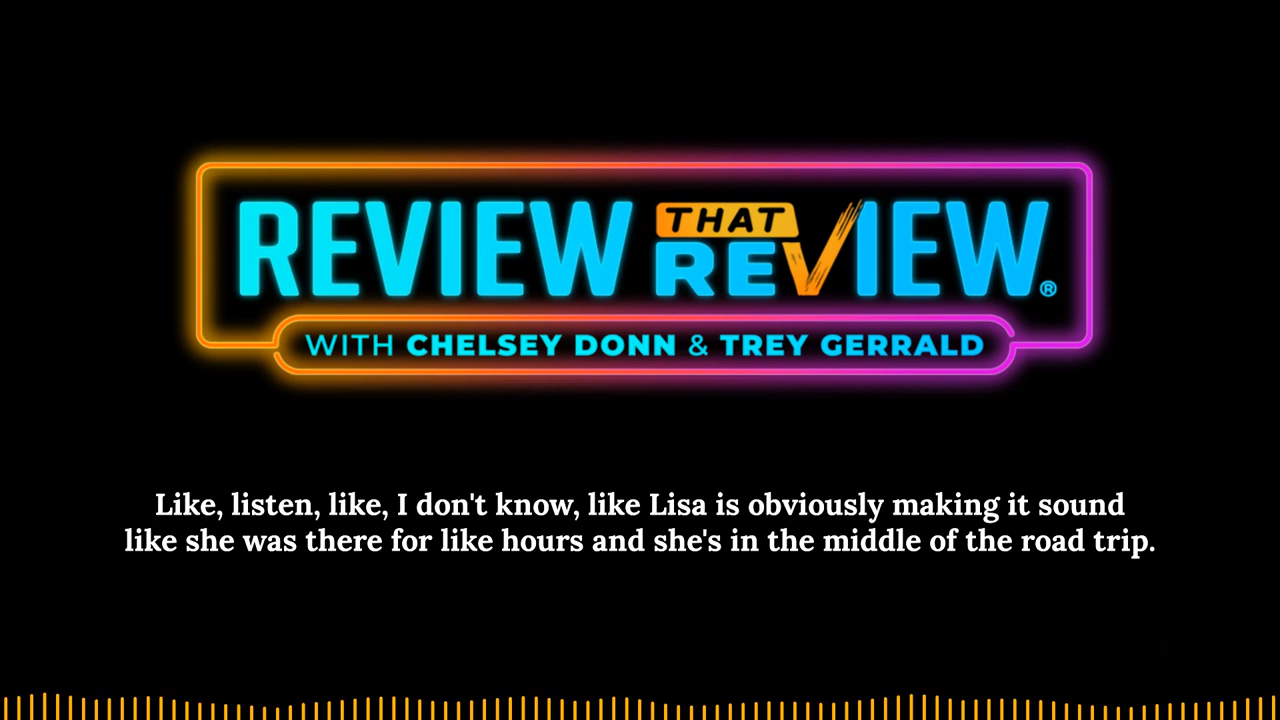 REVIEW THAT REVIEW®
WITH CHELSEY DONN & TREY GERRALD
Like, listen, like, I don't know, like Lisa is obviously making it sound
like she was there for like hours and she's in the middle of the road trip.